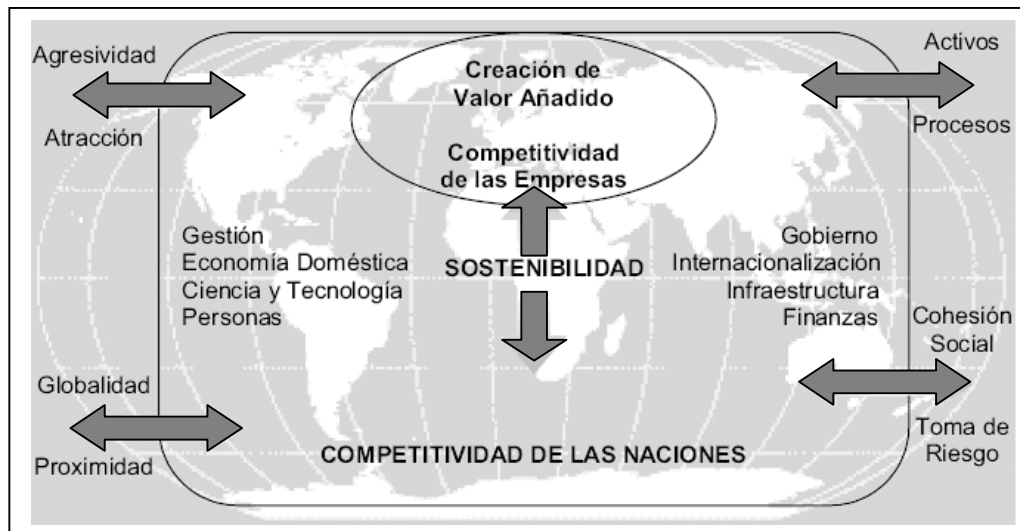 Agresividad
Atracción
Creación de
Valor Añadido
Competitividad
de las Empresas
Activos
Procesos
Gestión
Economía Doméstica
Ciencia y Tecnología
Personas
SOSTENIBILIDAD
Gobierno
Internacionalización
Infraestructura
Finanzas
Globalidad
Proximidad
Cohesión
Social
Toma de
Riesgo
COMPETITIVIDAD DE LAS NACIONES